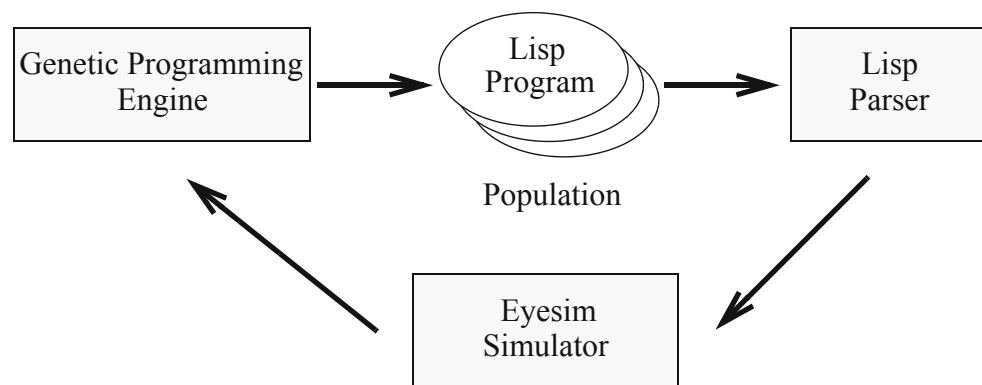 Genetic Programming
Engine
Lisp
Program
Lisp
Parser
Population
Eyesim
Simulator